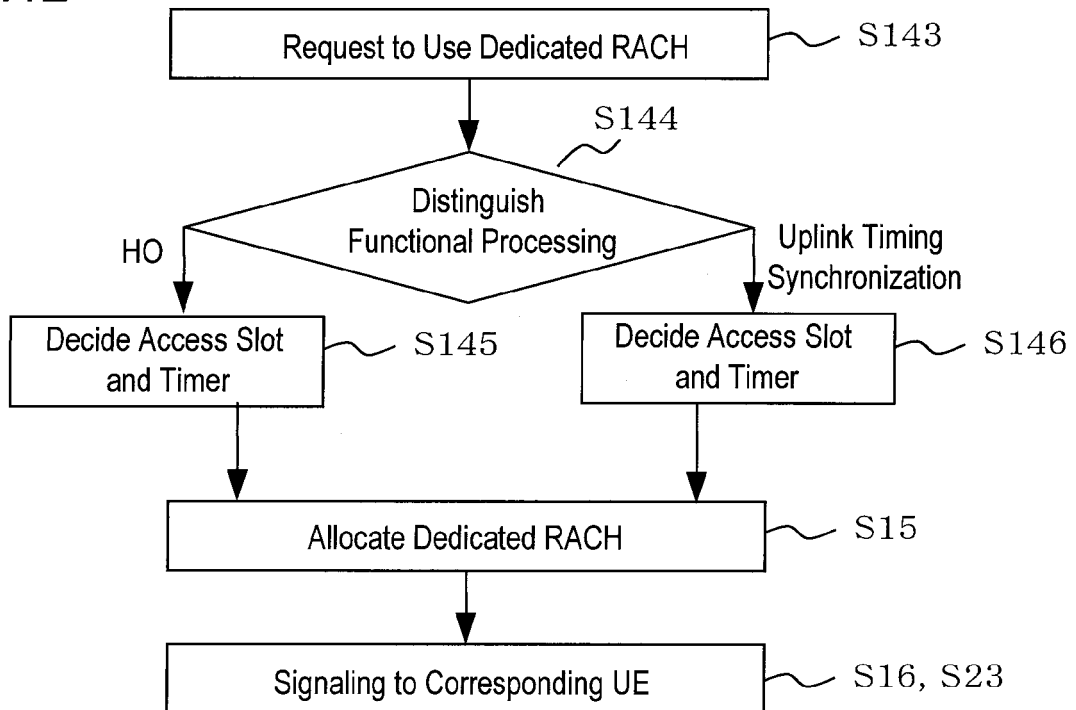 Request to Use Dedicated RACH
S143
S144
Distinguish
Functional Processing
HO
Uplink Timing
Synchronization
Decide Access Slot
and Timer
S145
Decide Access Slot
and Timer
S146
Allocate Dedicated RACH
S15
Signaling to Corresponding UE
S16, S23